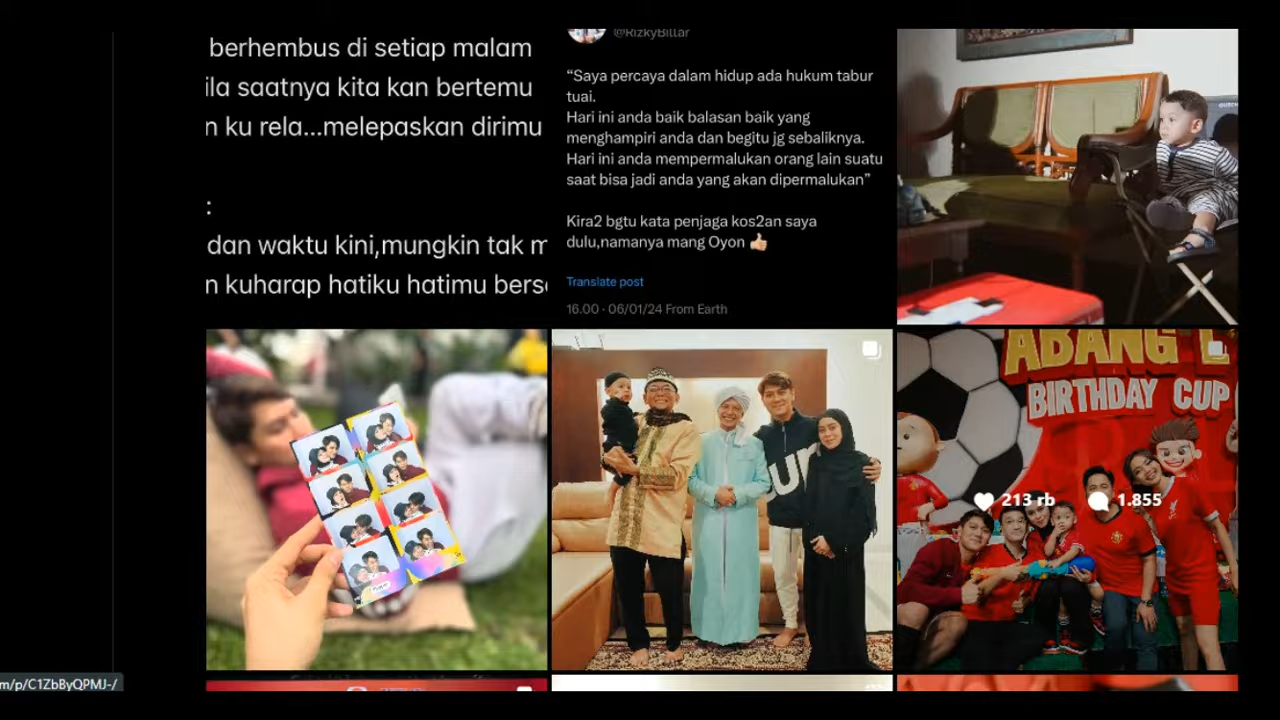 berhembus di setiap malam
ila saatnya kita kan bertemu
n ku rela...melepaskan dirimu
:
dan waktu kini,mungkin tak m
n kuharap hatiku hatimu bers
@RizkyBillar
“Saya percaya dalam hidup ada hukum tabur
tuai.
Hari ini anda baik balasan baik yang
menghampiri anda dan begitu jg sebaliknya.
Hari ini anda mempermalukan orang lain suatu
saat bisa jadi anda yang akan dipermalukan”
Kira2 bgtu kata penjaga kos2an saya
dulu,namanya mang Oyon 👍🏻
Translate post
16.00 · 06/01/24 From Earth
ABANG L
BIRTHDAY CUP
213 rb 1.855
m/p/C1ZbByQPMJ-/